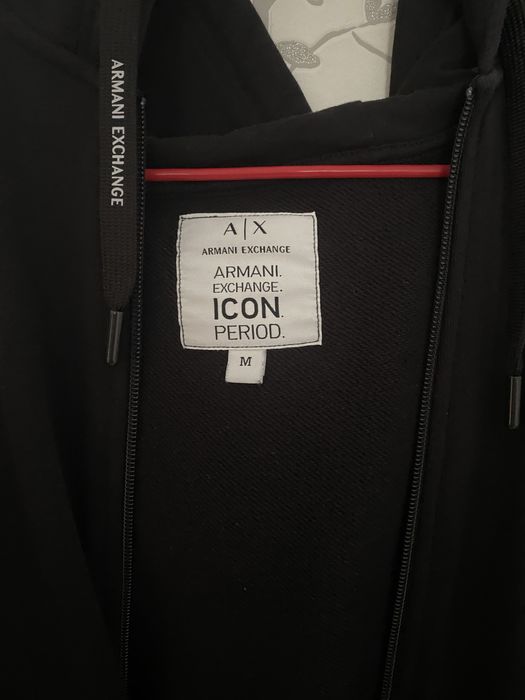 ARMANI EXCHANGE
A|X
ARMANI EXCHANGE
ARMANI.
EXCHANGE.
ICON.
PERIOD.
M